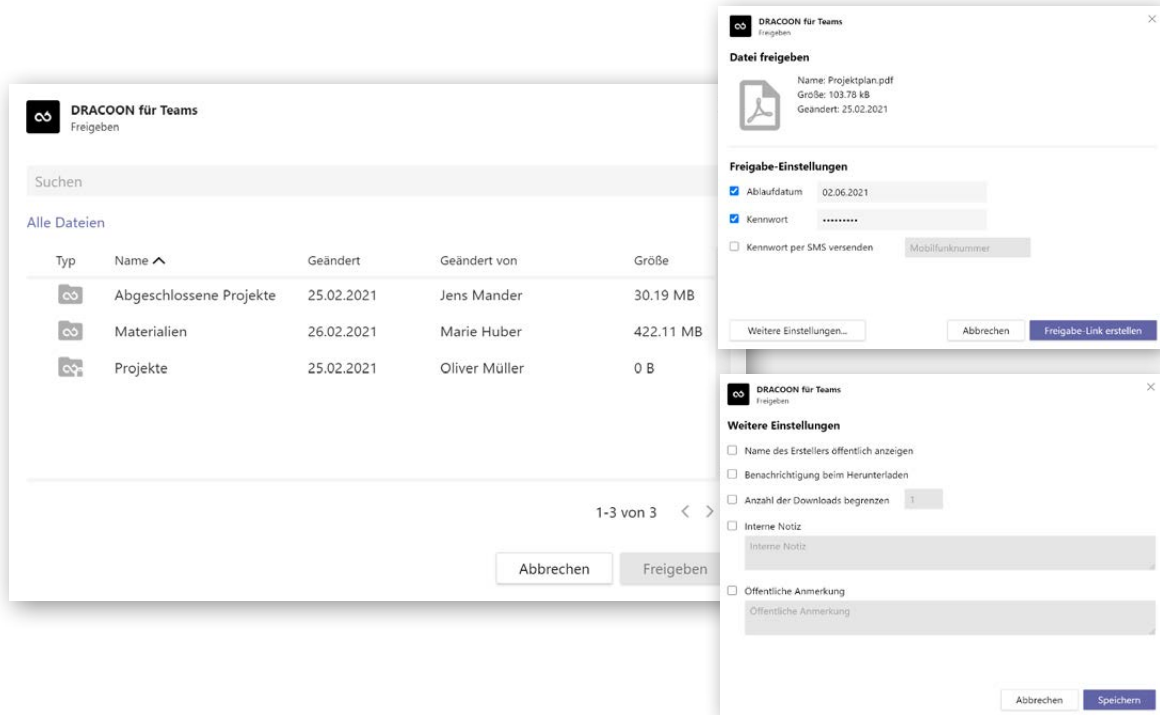 DRACOON für Teams
Freigeben
Suchen
Alle Dateien
Typ Name Geändert Geändert von Größe
Abgeschlossene Projekte 25.02.2021 Jens Mander 30.19 MB
Materialien 26.02.2021 Marie Huber 422.11 MB
Projekte 25.02.2021 Oliver Müller 0 B
1-3 von 3
Abbrechen Freigeben
DRACOON für Teams
Freigeben
Datei freigeben
Name: Projektplan.pdf
Größe: 103.78 kB
Geändert: 25.02.2021
Freigabe-Einstellungen
Ablaufdatum 02.06.2021
Kennwort •••••••••
Kennwort per SMS versenden Mobilfunknummer
Weitere Einstellungen... Abbrechen Freigabe-Link erstellen
DRACOON für Teams
Freigeben
Weitere Einstellungen
Name des Erstellers öffentlich anzeigen
Benachrichtigung beim Herunterladen
Anzahl der Downloads begrenzen 1
Interne Notiz
Interne Notiz
Öffentliche Anmerkung
Öffentliche Anmerkung
Abbrechen Speichern